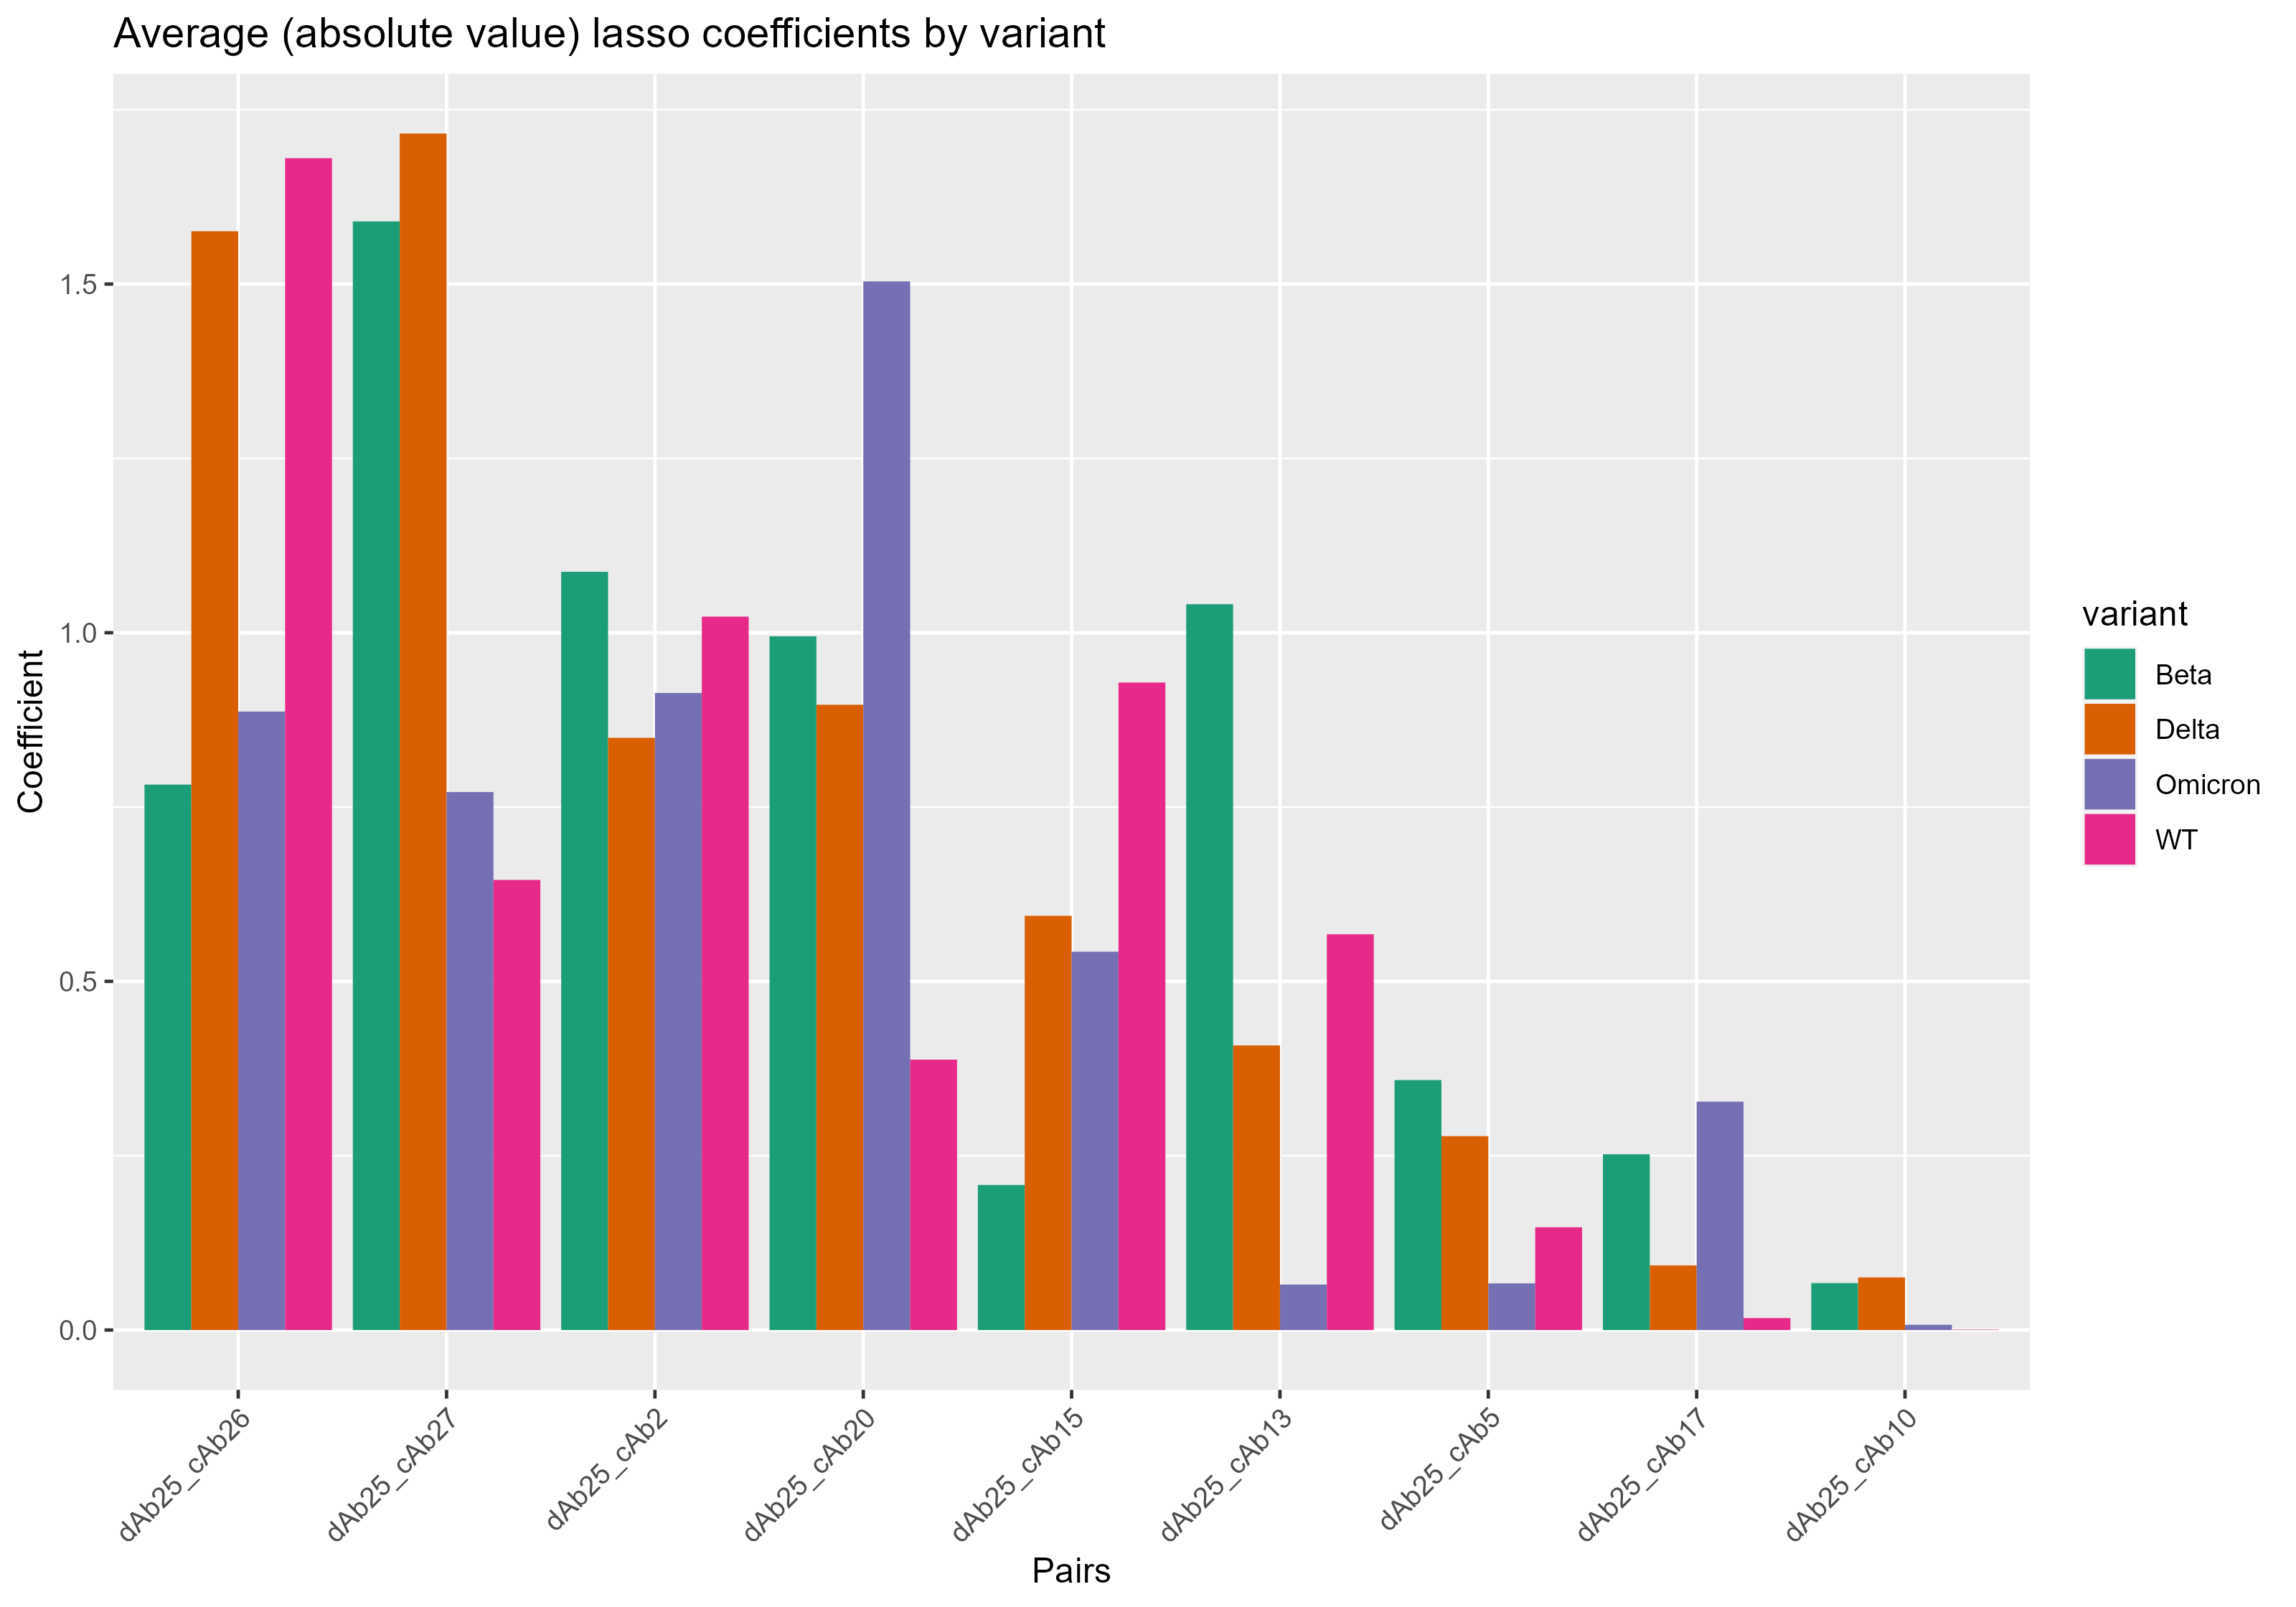 Average (absolute value) lasso coefficients by variant
Coefficient
1.5
1.0
0.5
0.0
dAb25_cAb26
dAb25_cAb27
dAb25_cAb2
dAb25_cAb20
dAb25_cAb15
dAb25_cAb13
dAb25_cAb5
dAb25_cAb17
dAb25_cAb10
Pairs
variant
Beta
Delta
Omicron
WT